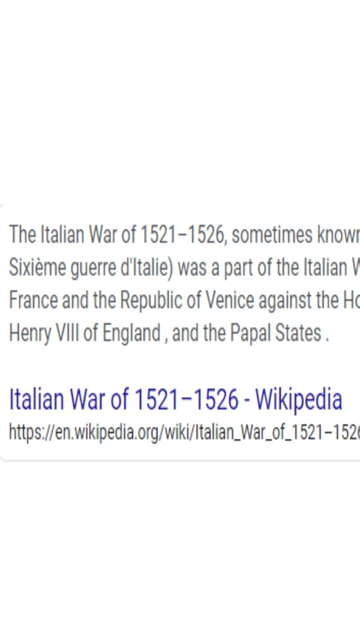 The Italian War of 1521–1526, sometimes known
Sixième guerre d'Italie) was a part of the Italian
France and the Republic of Venice against the
Henry VIII of England , and the Papal States .
Italian War of 1521–1526 - Wikipedia
https://en.wikipedia.org/wiki/Italian_War_of_1521–1526